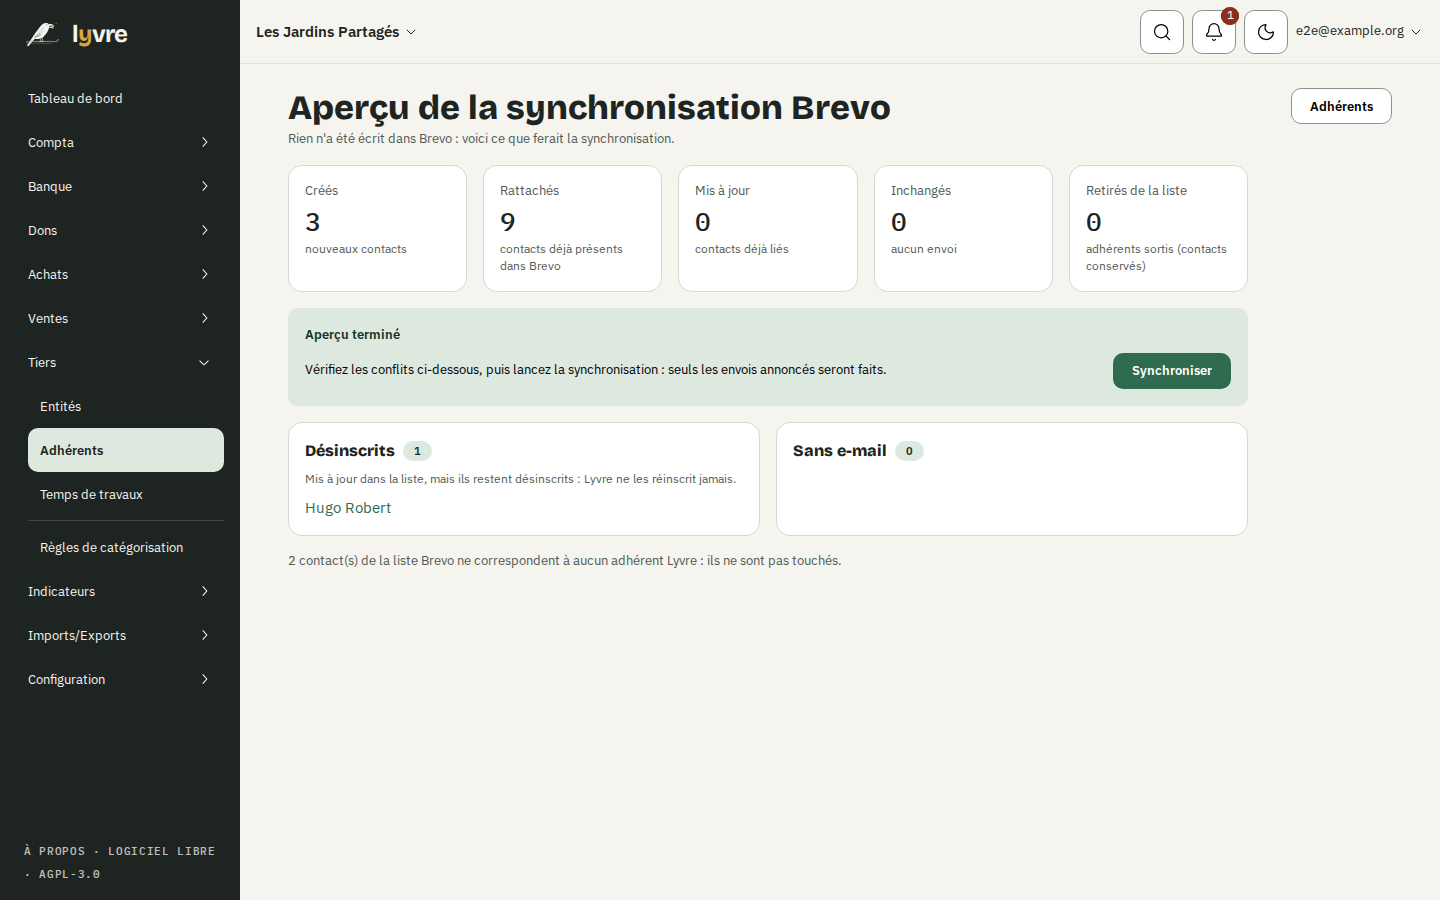 lyvre
Les Jardins Partagés
1
e2e@example.org
Tableau de bord
Compta
Banque
Dons
Achats
Ventes
Tiers
Entités
Adhérents
Temps de travaux
Règles de catégorisation
Indicateurs
Imports/Exports
Configuration
À PROPOS · LOGICIEL LIBRE
· AGPL-3.0
Aperçu de la synchronisation Brevo
Adhérents
Rien n'a été écrit dans Brevo : voici ce que ferait la synchronisation.
Créés
3
nouveaux contacts
Rattachés
9
contacts déjà présents
dans Brevo
Mis à jour
0
contacts déjà liés
Inchangés
0
aucun envoi
Retirés de la liste
0
adhérents sortis (contacts
conservés)
Aperçu terminé
Vérifiez les conflits ci-dessous, puis lancez la synchronisation : seuls les envois annoncés seront faits.
Synchroniser
Désinscrits 1
Mis à jour dans la liste, mais ils restent désinscrits : Lyvre ne les réinscrit jamais.
Hugo Robert
Sans e-mail 0
2 contact(s) de la liste Brevo ne correspondent à aucun adhérent Lyvre : ils ne sont pas touchés.